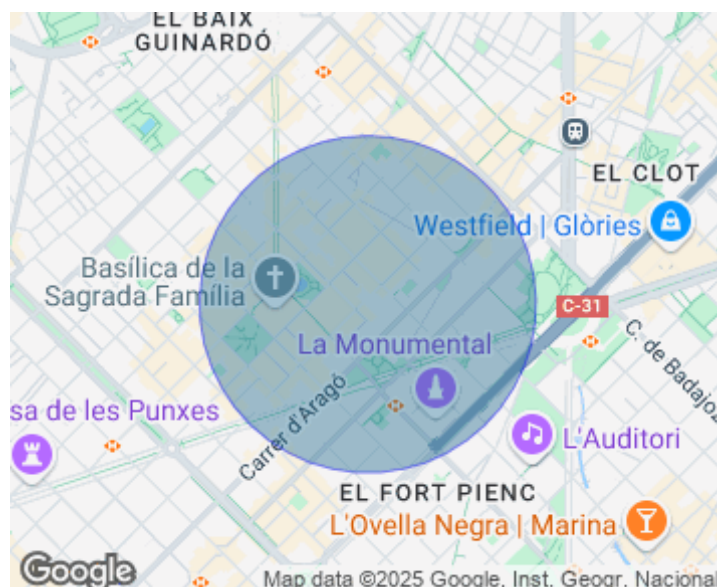 EL BAIX
GUINARDÓ
EL CLOT
Westfield | Glòries
Basílica de la
Sagrada Família
C-31
La Monumental
C. de Badajoz
Carrer d'Aragó
sa de les Punxes
L'Auditori
EL FORT PIENC
L'Ovella Negra | Marina
Google
Map data ©2025 Google, Inst. Geogr. Nacional